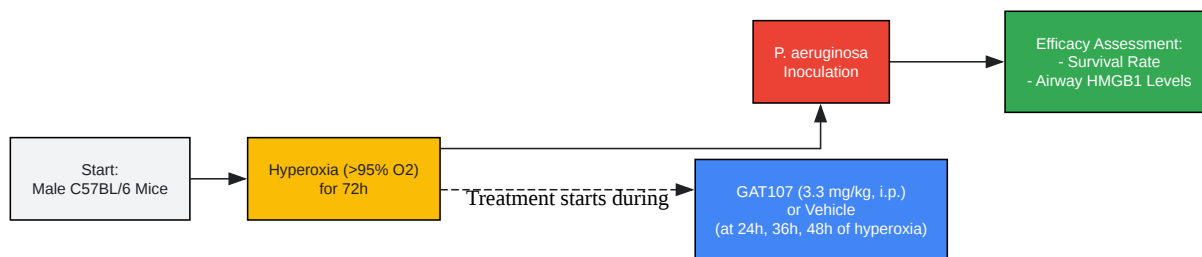 Start:
Male C57BL/6 Mice
Hyperoxia (>95% O2)
for 72h
Treatment starts during
P. aeruginosa
Inoculation
GAT107 (3.3 mg/kg, i.p.)
or Vehicle
(at 24h, 36h, 48h of hyperoxia)
Efficacy Assessment:
- Survival Rate
- Airway HMGB1 Levels